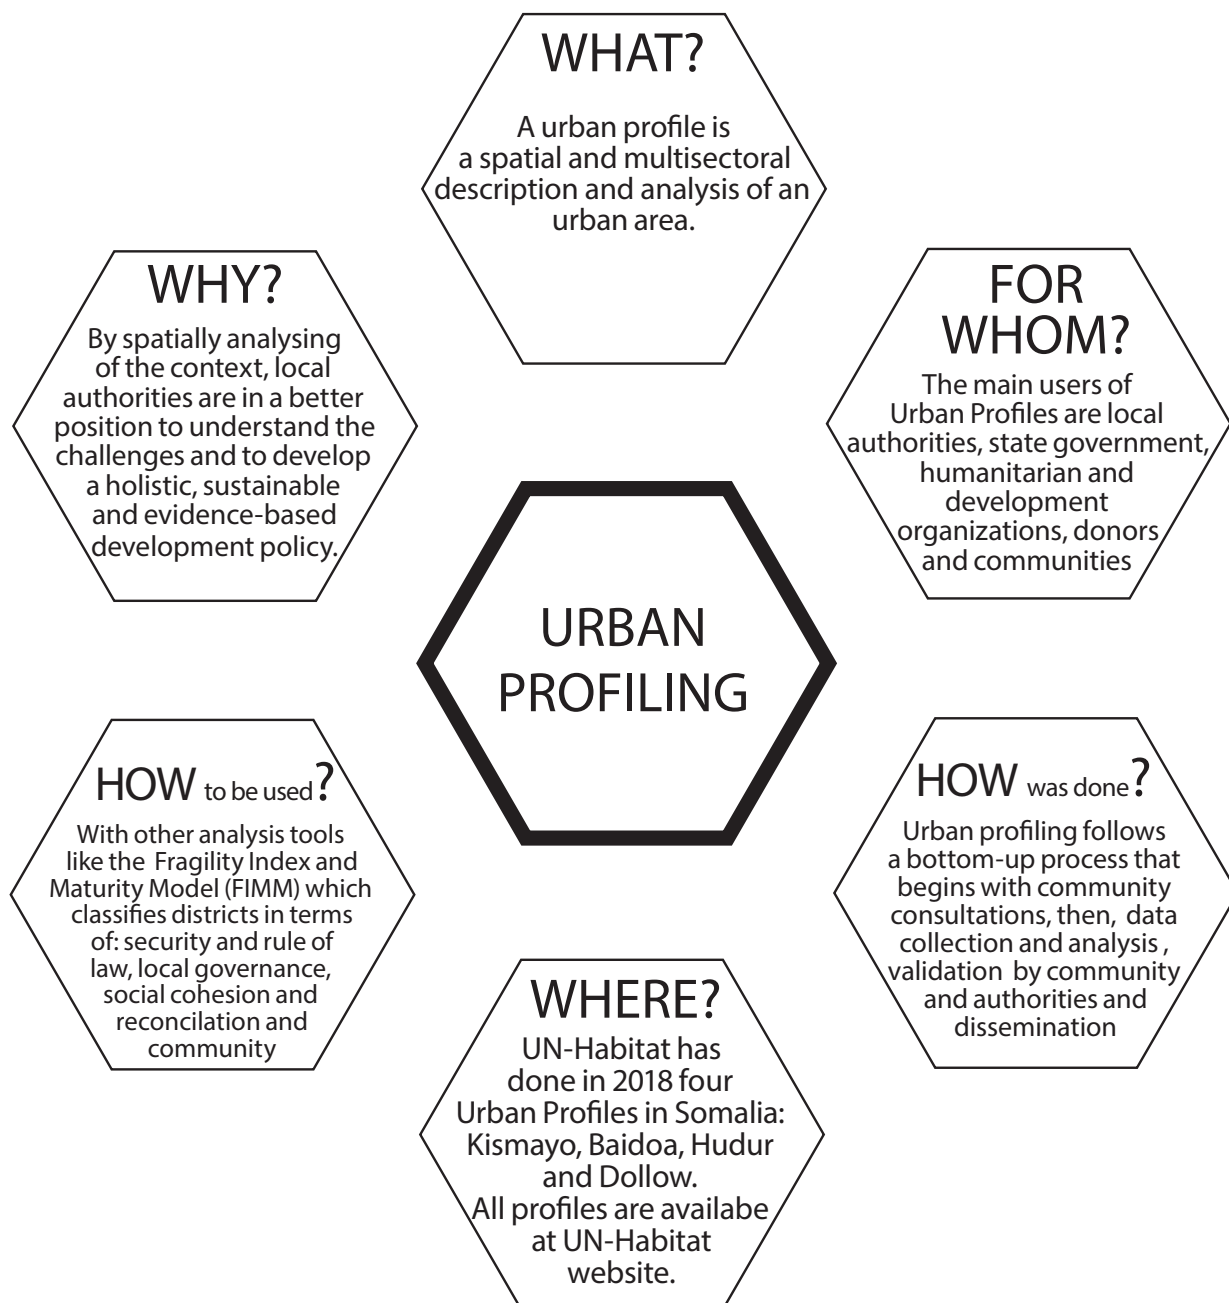 WHAT?
A urban profile is
a spatial and multisectoral
description and analysis of an
urban area.
WHY?
By spatially analysing
of the context, local
authorities are in a better
position to understand the
challenges and to develop
a holistic, sustainable
and evidence-based
development policy.
FOR
WHOM?
The main users of
Urban Profiles are local
authorities, state government,
humanitarian and
development
organizations, donors
and communities
URBAN
PROFILING
HOW to be used?
With other analysis tools
like the Fragility Index and
Maturity Model (FIMM) which
classifies districts in terms
of: security and rule of
law, local governance,
social cohesion and
reconcilation and
community
HOW was done?
Urban profiling follows
a bottom-up process that
begins with community
consultations, then, data
collection and analysis ,
validation by community
and authorities and
dissemination
WHERE?
UN-Habitat has
done in 2018 four
Urban Profiles in Somalia:
Kismayo, Baidoa, Hudur
and Dollow.
All profiles are availabe
at UN-Habitat
website.